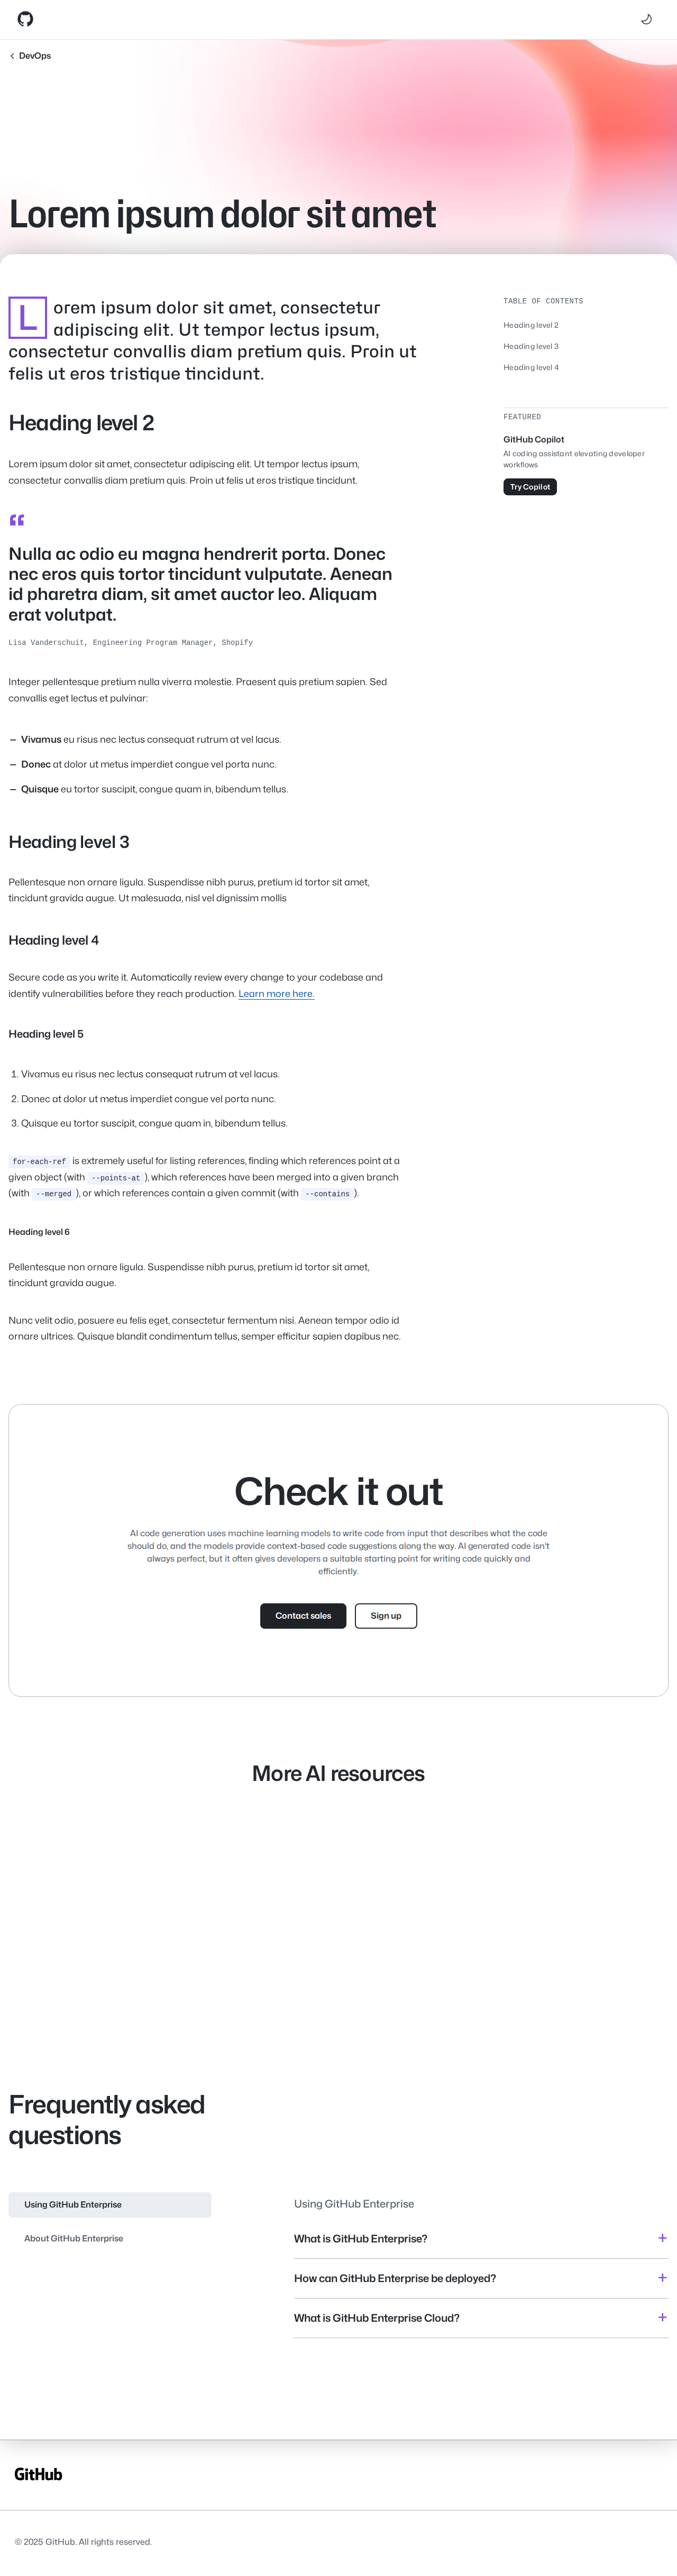 DevOps
Lorem ipsum dolor sit amet
Lorem ipsum dolor sit amet, consectetur
adipiscing elit. Ut tempor lectus ipsum,
consectetur convallis diam pretium quis. Proin ut
felis ut eros tristique tincidunt.
TABLE OF CONTENTS
Heading level 2
Heading level 3
Heading level 4
FEATURED
GitHub Copilot
AI coding assistant elevating developer
workflows
Try Copilot
Heading level 2
Lorem ipsum dolor sit amet, consectetur adipiscing elit. Ut tempor lectus ipsum,
consectetur convallis diam pretium quis. Proin ut felis ut eros tristique tincidunt.
“
Nulla ac odio eu magna hendrerit porta. Donec
nec eros quis tortor tincidunt vulputate. Aenean
id pharetra diam, sit amet auctor leo. Aliquam
erat volutpat.
Lisa Vanderschuit, Engineering Program Manager, Shopify
Integer pellentesque pretium nulla viverra molestie. Praesent quis pretium sapien. Sed
convallis eget lectus et pulvinar:
— Vivamus eu risus nec lectus consequat rutrum at vel lacus.
— Donec at dolor ut metus imperdiet congue vel porta nunc.
— Quisque eu tortor suscipit, congue quam in, bibendum tellus.
Heading level 3
Pellentesque non ornare ligula. Suspendisse nibh purus, pretium id tortor sit amet,
tincidunt gravida augue. Ut malesuada, nisl vel dignissim mollis
Heading level 4
Secure code as you write it. Automatically review every change to your codebase and
identify vulnerabilities before they reach production. Learn more here.
Heading level 5
1. Vivamus eu risus nec lectus consequat rutrum at vel lacus.
2. Donec at dolor ut metus imperdiet congue vel porta nunc.
3. Quisque eu tortor suscipit, congue quam in, bibendum tellus.
for-each-ref is extremely useful for listing references, finding which references point at a
given object (with --points-at ), which references have been merged into a given branch
(with --merged ), or which references contain a given commit (with --contains ).
Heading level 6
Pellentesque non ornare ligula. Suspendisse nibh purus, pretium id tortor sit amet,
tincidunt gravida augue.
Nunc velit odio, posuere eu felis eget, consectetur fermentum nisi. Aenean tempor odio id
ornare ultrices. Quisque blandit condimentum tellus, semper efficitur sapien dapibus nec.
Check it out
AI code generation uses machine learning models to write code from input that describes what the code
should do, and the models provide context-based code suggestions along the way. AI generated code isn't
always perfect, but it often gives developers a suitable starting point for writing code quickly and
efficiently.
Contact sales
Sign up
More AI resources
Frequently asked
questions
Using GitHub Enterprise
About GitHub Enterprise
Using GitHub Enterprise
What is GitHub Enterprise?
How can GitHub Enterprise be deployed?
What is GitHub Enterprise Cloud?
GitHub
© 2025 GitHub. All rights reserved.